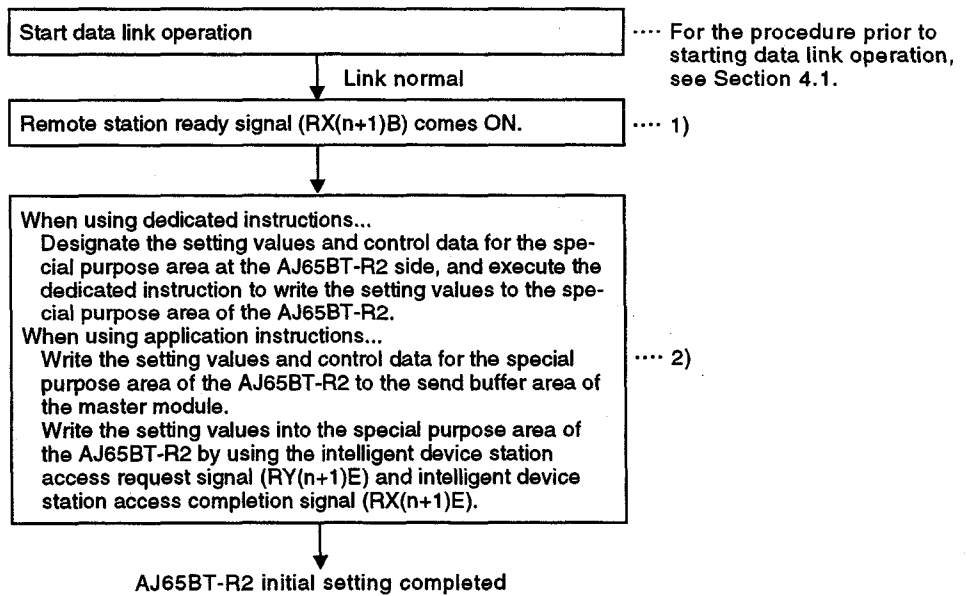 Start data link operation
···· For the procedure prior to
starting data link operation,
see Section 4.1.
Link normal
Remote station ready signal (RX(n+1)B) comes ON.
···· 1)
When using dedicated instructions...
Designate the setting values and control data for the spe-
cial purpose area at the AJ65BT-R2 side, and execute the
dedicated instruction to write the setting values to the spe-
cial purpose area of the AJ65BT-R2.
When using application instructions...
Write the setting values and control data for the special
purpose area of the AJ65BT-R2 to the send buffer area of
the master module.
Write the setting values into the special purpose area of
the AJ65BT-R2 by using the intelligent device station
access request signal (RY(n+1)E) and intelligent device
station access completion signal (RX(n+1)E).
···· 2)
AJ65BT-R2 initial setting completed